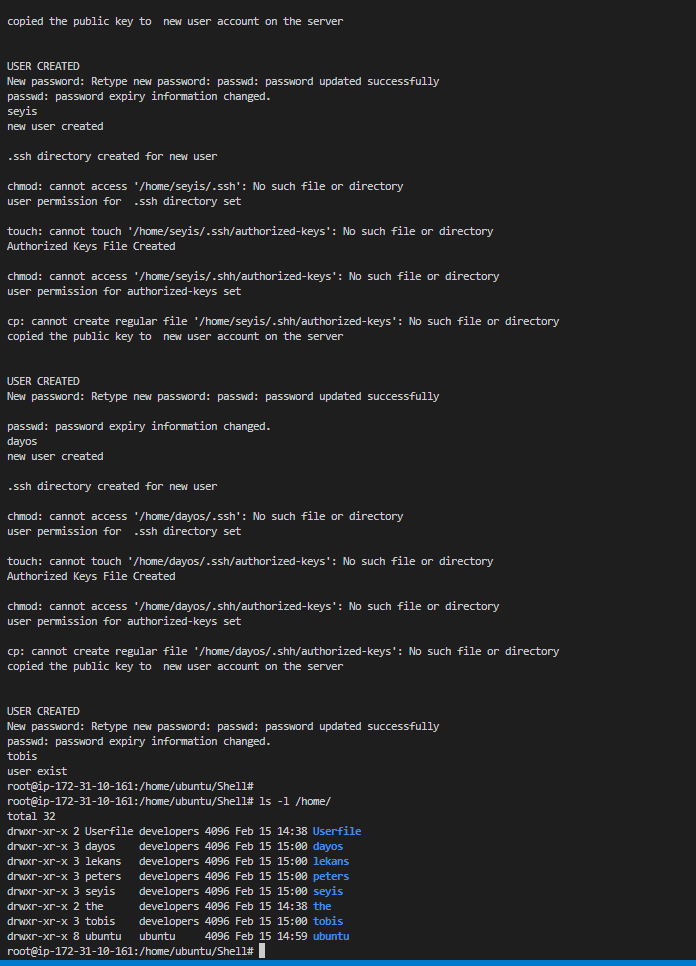 copied the public key to  new user account on the server
USER CREATED
New password: Retype new password: passwd: password updated successfully
passwd: password expiry information changed.
seyis
new user created
.ssh directory created for new user
chmod: cannot access '/home/seyis/.ssh': No such file or directory
user permission for  .ssh directory set
touch: cannot touch '/home/seyis/.ssh/authorized-keys': No such file or directory
Authorized Keys File Created
chmod: cannot access '/home/seyis/.shh/authorized-keys': No such file or directory
user permission for authorized-keys set
cp: cannot create regular file '/home/seyis/.shh/authorized-keys': No such file or directory
copied the public key to  new user account on the server
USER CREATED
New password: Retype new password: passwd: password updated successfully
passwd: password expiry information changed.
dayos
new user created
.ssh directory created for new user
chmod: cannot access '/home/dayos/.ssh': No such file or directory
user permission for  .ssh directory set
touch: cannot touch '/home/dayos/.ssh/authorized-keys': No such file or directory
Authorized Keys File Created
chmod: cannot access '/home/dayos/.shh/authorized-keys': No such file or directory
user permission for authorized-keys set
cp: cannot create regular file '/home/dayos/.shh/authorized-keys': No such file or directory
copied the public key to  new user account on the server
USER CREATED
New password: Retype new password: passwd: password updated successfully
passwd: password expiry information changed.
tobis
user exist
root@ip-172-31-10-161:/home/ubuntu/Shell#
root@ip-172-31-10-161:/home/ubuntu/Shell# ls -l /home/
total 32
drwxr-xr-x 2 Userfile developers 4096 Feb 15 14:38 Userfile
drwxr-xr-x 3 dayos    developers 4096 Feb 15 15:00 dayos
drwxr-xr-x 3 lekans   developers 4096 Feb 15 15:00 lekans
drwxr-xr-x 3 peters   developers 4096 Feb 15 15:00 peters
drwxr-xr-x 3 seyis    developers 4096 Feb 15 15:00 seyis
drwxr-xr-x 2 the      developers 4096 Feb 15 14:38 the
drwxr-xr-x 3 tobis    developers 4096 Feb 15 15:00 tobis
drwxr-xr-x 8 ubuntu   ubuntu     4096 Feb 15 14:59 ubuntu
root@ip-172-31-10-161:/home/ubuntu/Shell#